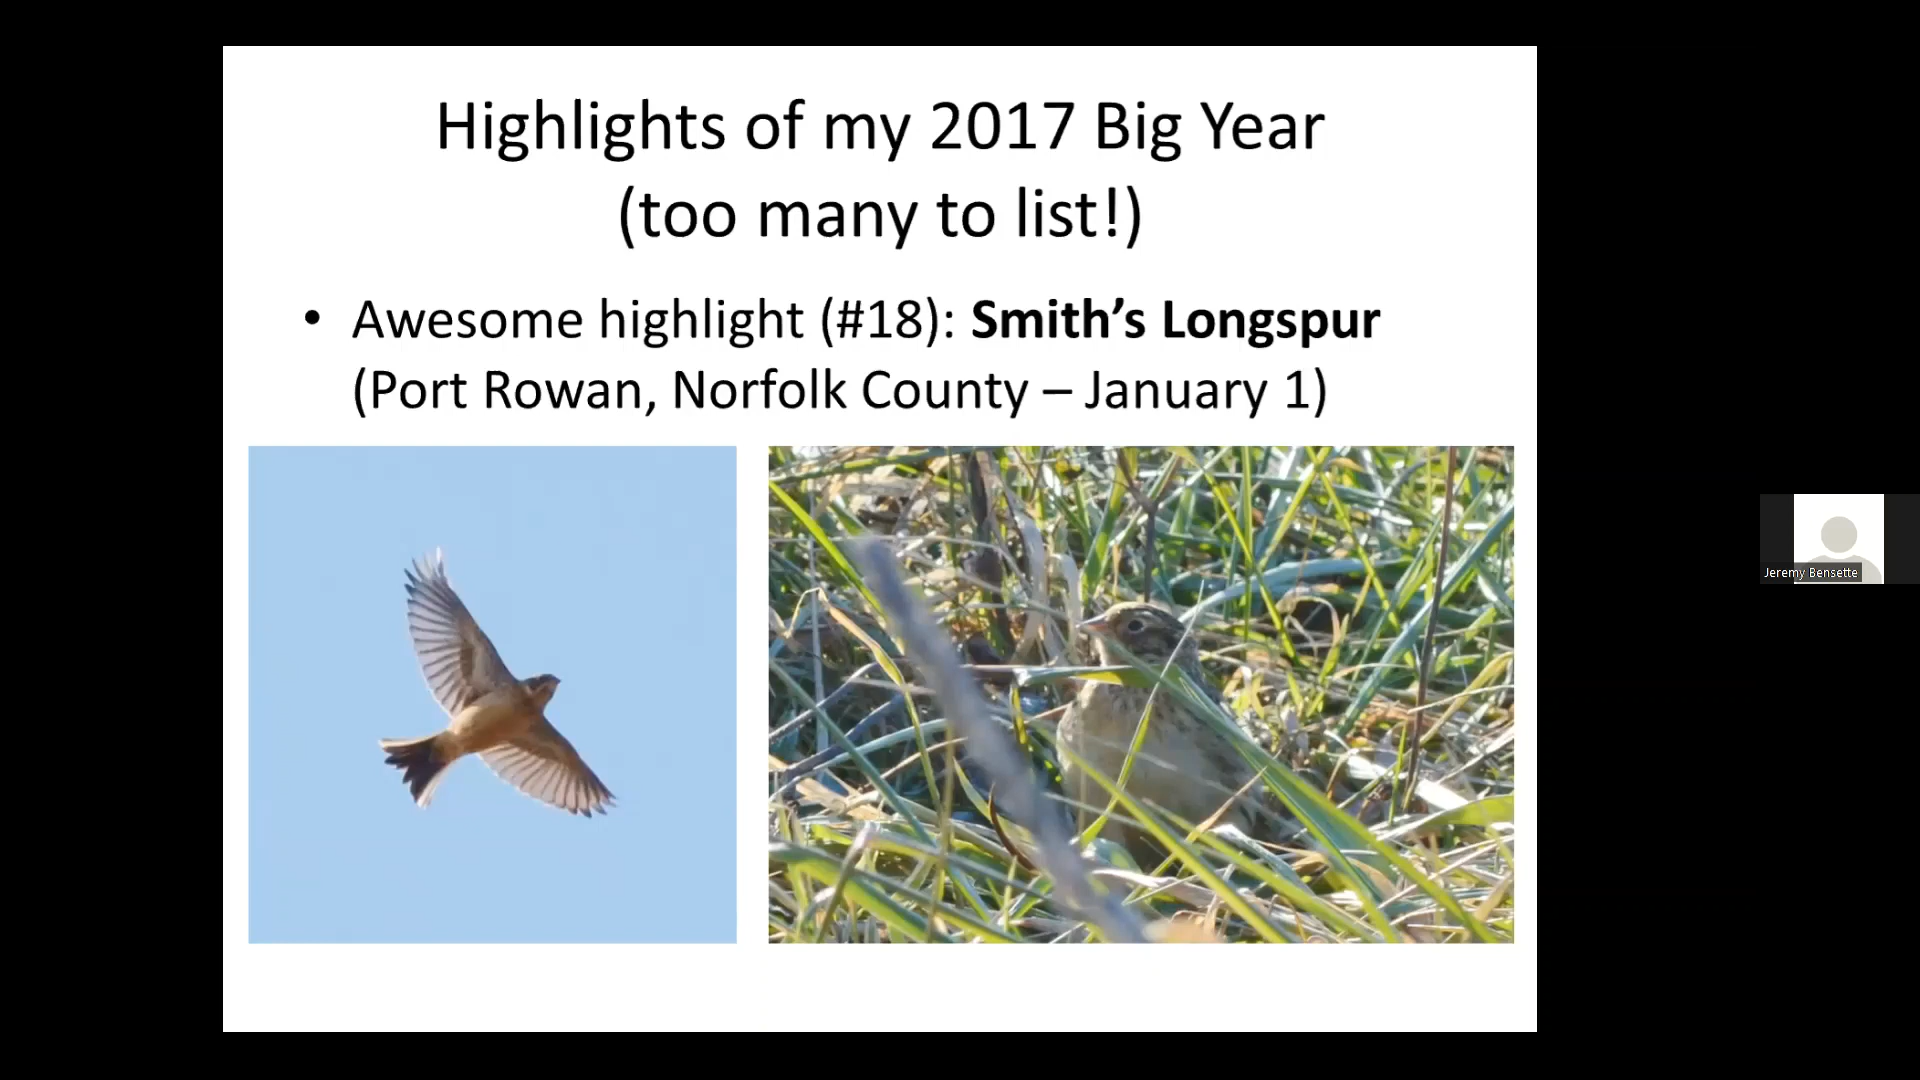 Highlights of my 2017 Big Year
(too many to list!)
• Awesome highlight (#18): Smith’s Longspur
(Port Rowan, Norfolk County – January 1)
Jeremy Bensette